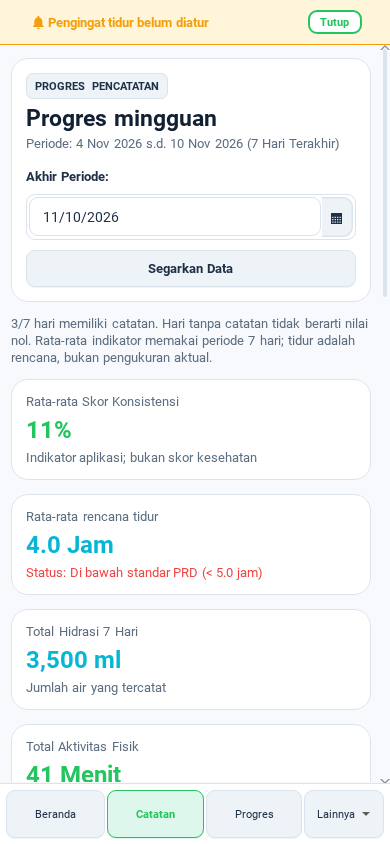 Pengingat tidur belum diatur
Tutup
PROGRES PENCATATAN
Progres mingguan
Periode: 4 Nov 2026 s.d. 10 Nov 2026 (7 Hari Terakhir)
Akhir Periode:
11/10/2026
Segarkan Data
3/7 hari memiliki catatan. Hari tanpa catatan tidak berarti nilai
nol. Rata-rata indikator memakai periode 7 hari; tidur adalah
rencana, bukan pengukuran aktual.
Rata-rata Skor Konsistensi
11%
Indikator aplikasi; bukan skor kesehatan
Rata-rata rencana tidur
4.0 Jam
Status: Di bawah standar PRD (< 5.0 jam)
Total Hidrasi 7 Hari
3,500 ml
Jumlah air yang tercatat
Total Aktivitas Fisik
41 Menit
Beranda
Catatan
Progres
Lainnya